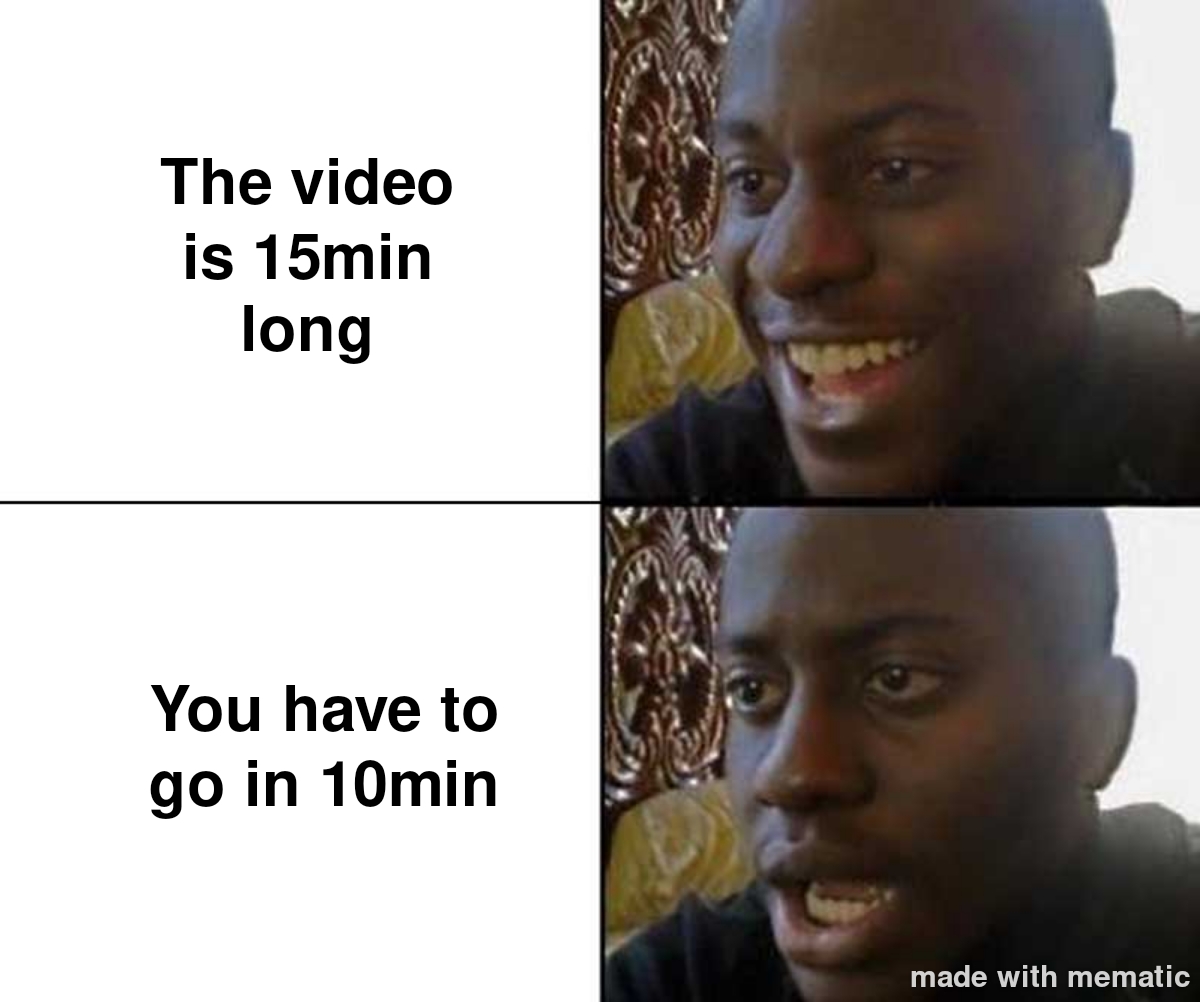 The video
is 15min
long
You have to
go in 10min
made with mematic